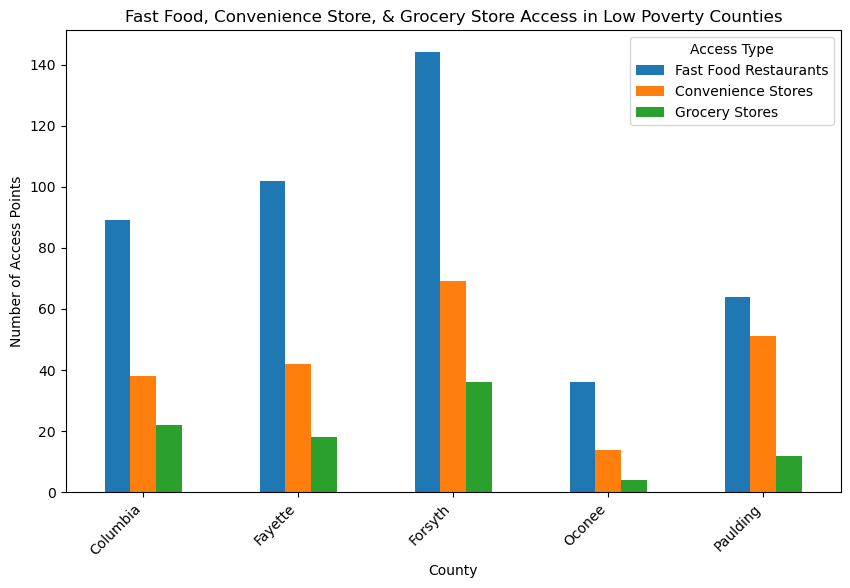 Fast Food, Convenience Store, & Grocery Store Access in Low Poverty Counties
Access Type
Fast Food Restaurants
Convenience Stores
Grocery Stores
Number of Access Points
140
120
100
80
60
40
20
0
Columbia
Fayette
Forsyth
Oconee
Paulding
County